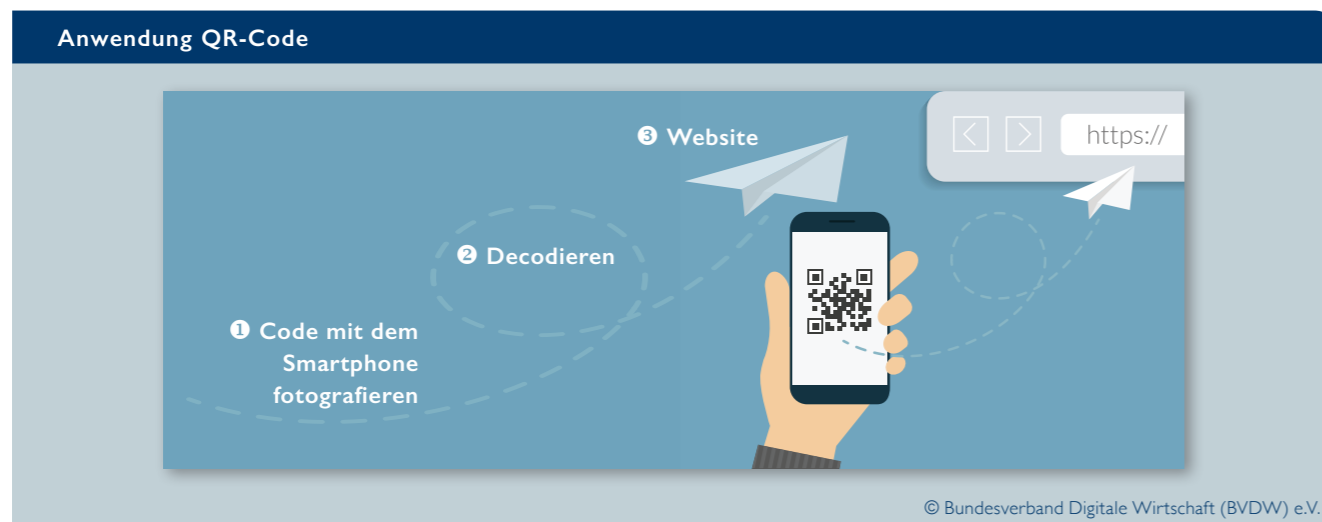 Anwendung QR-Code
❸ Website
https://
❷ Decodieren
❶ Code mit dem
Smartphone
fotografieren
© Bundesverband Digitale Wirtschaft (BVDW) e.V.